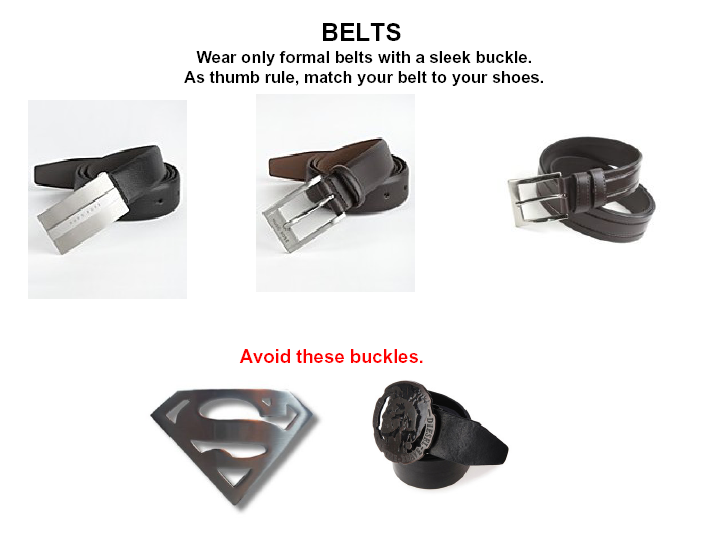 BELTS
Wear only formal belts with a sleek buckle.
As thumb rule, match your belt to your shoes.
Avoid these buckles.
DIESEL